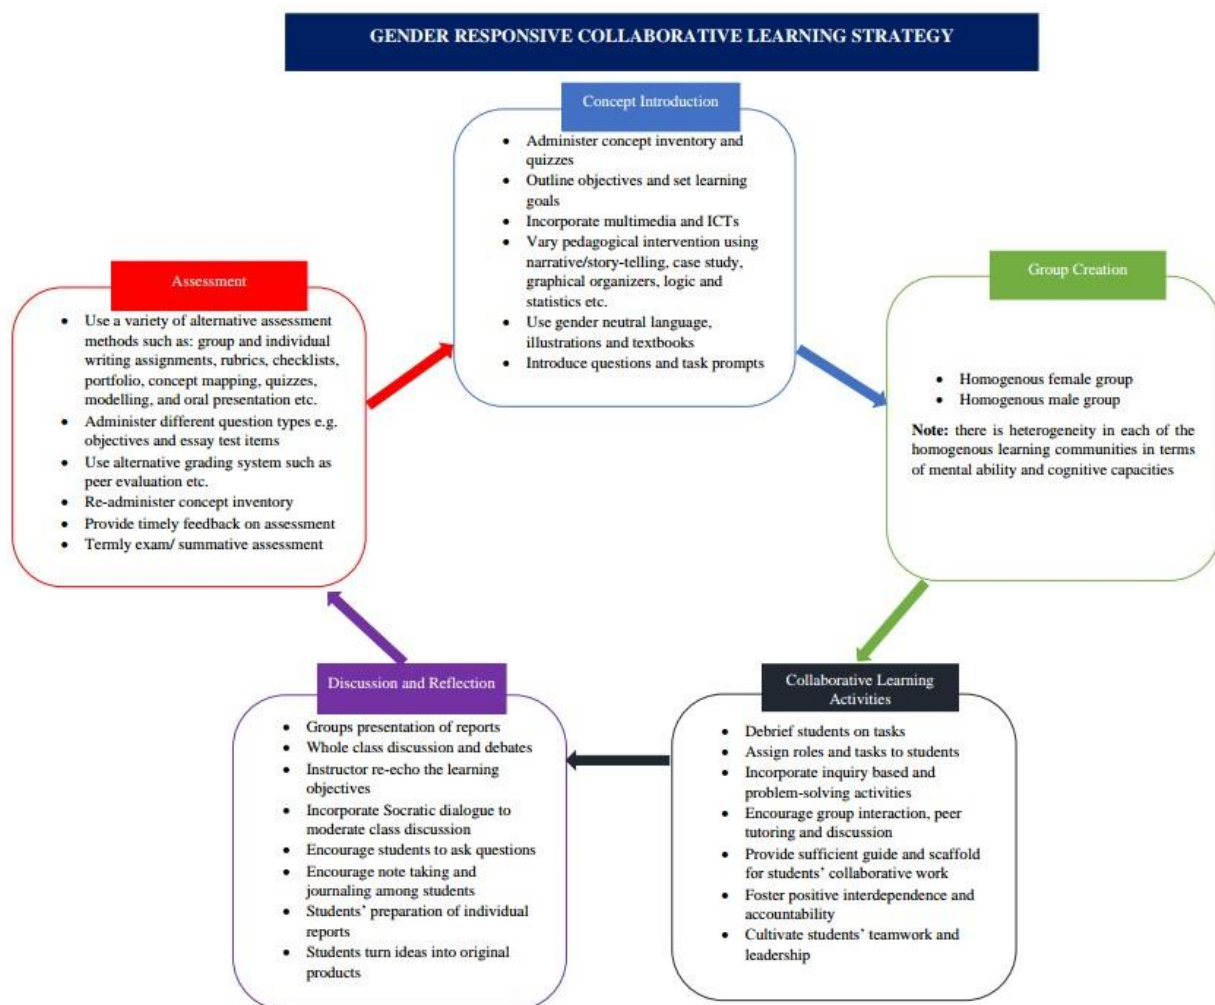 GENDER RESPONSIVE COLLABORATIVE LEARNING STRATEGY
Concept Introduction
• Administer concept inventory and
quizzes
• Outline objectives and set learning
goals
• Incorporate multimedia and ICTs
• Vary pedagogical intervention using
narrative/story-telling, case study,
graphical organizers, logic and
statistics etc.
• Use gender neutral language,
illustrations and textbooks
• Introduce questions and task prompts
Group Creation
• Homogenous female group
• Homogenous male group
Note: there is heterogeneity in each of the
homogenous learning communities in terms
of mental ability and cognitive capacities
Collaborative Learning
Activities
• Debrief students on tasks
• Assign roles and tasks to students
• Incorporate inquiry based and
problem-solving activities
• Encourage group interaction, peer
tutoring and discussion
• Provide sufficient guide and scaffold
for students’ collaborative work
• Foster positive interdependence and
accountability
• Cultivate students’ teamwork and
leadership
Discussion and Reflection
• Groups presentation of reports
• Whole class discussion and debates
• Instructor re-echo the learning
objectives
• Incorporate Socratic dialogue to
moderate class discussion
• Encourage students to ask questions
• Encourage note taking and
journaling among students
• Students’ preparation of individual
reports
• Students turn ideas into original
products
Assessment
• Use a variety of alternative assessment
methods such as: group and individual
writing assignments, rubrics, checklists,
portfolio, concept mapping, quizzes,
modelling, and oral presentation etc.
• Administer different question types e.g.
objectives and essay test items
• Use alternative grading system such as
peer evaluation etc.
• Re-administer concept inventory
• Provide timely feedback on assessment
• Termly exam/ summative assessment